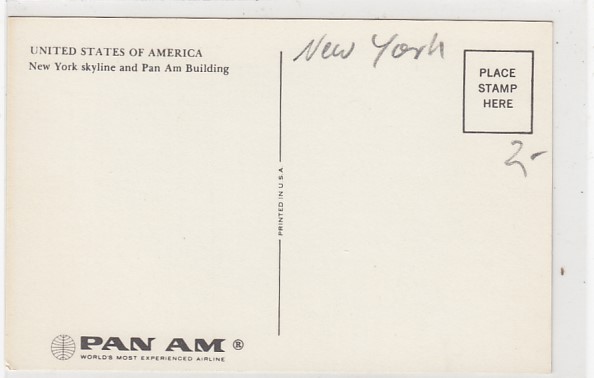 UNITED STATES OF AMERICA
New York skyline and Pan Am Building
New York
PLACE
STAMP
HERE
2,-
PRINTED IN U.S.A.
PAN AM®
WORLD'S MOST EXPERIENCED AIRLINE